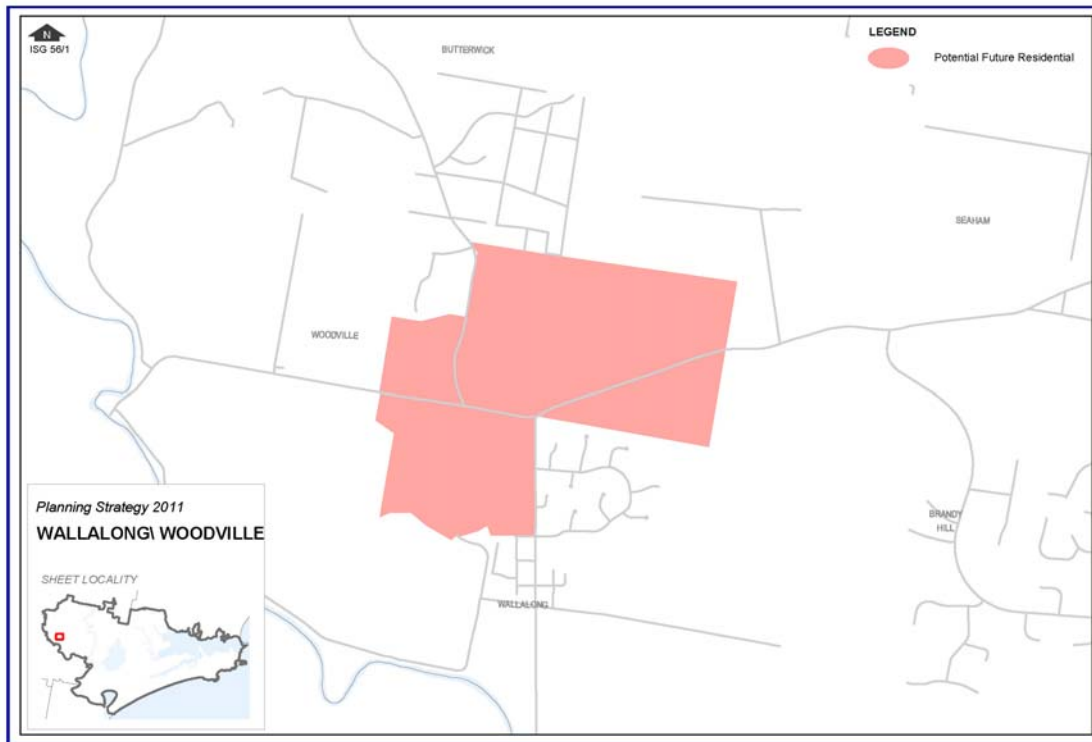 N
ISG 56/1
LEGEND
Potential Future Residential
BUTTERWICK
SEAHAM
WOODVILLE
BRANDY
HILL
WALLALONG
Planning Strategy 2011
WALLALONG\ WOODVILLE
SHEET LOCALITY